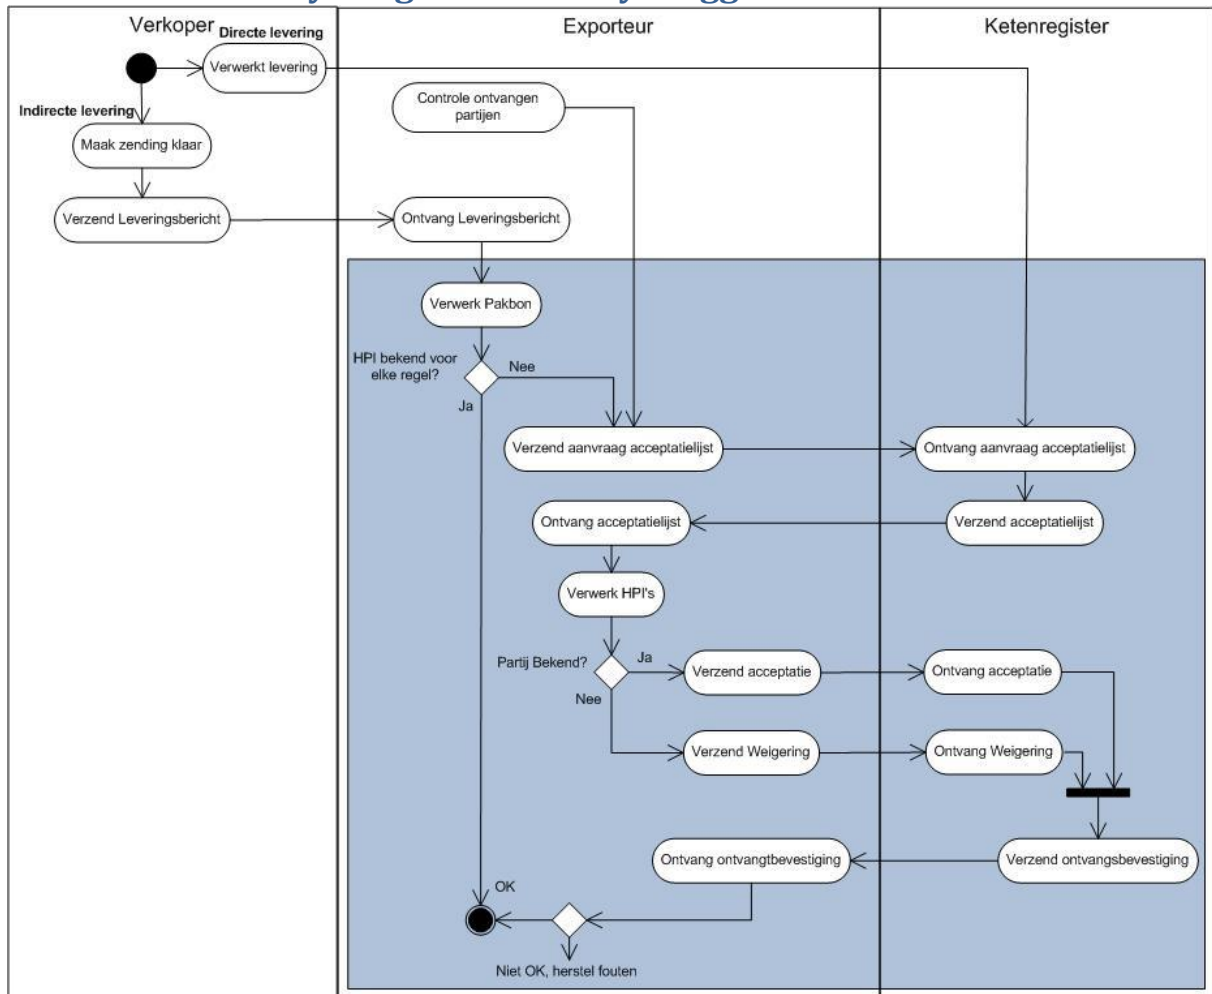 Verkoper
Exporteur
Ketenregister
Directe levering
Verwerkt levering
Indirecte levering
Controle ontvangen
partijen
Maak zending klaar
Verzend Leveringsbericht
Ontvang Leveringsbericht
Verwerk Pakbon
HPI bekend voor
elke regel?
Nee
Ja
Verzend aanvraag acceptatielijst
Ontvang aanvraag acceptatielijst
Ontvang acceptatielijst
Verzend acceptatielijst
Verwerk HPI's
Partij Bekend?
Ja
Nee
Verzend acceptatie
Ontvang acceptatie
Verzend Weigering
Ontvang Weigering
Ontvang ontvangtbevestiging
Verzend ontvangsbevestiging
OK
Niet OK, herstel fouten